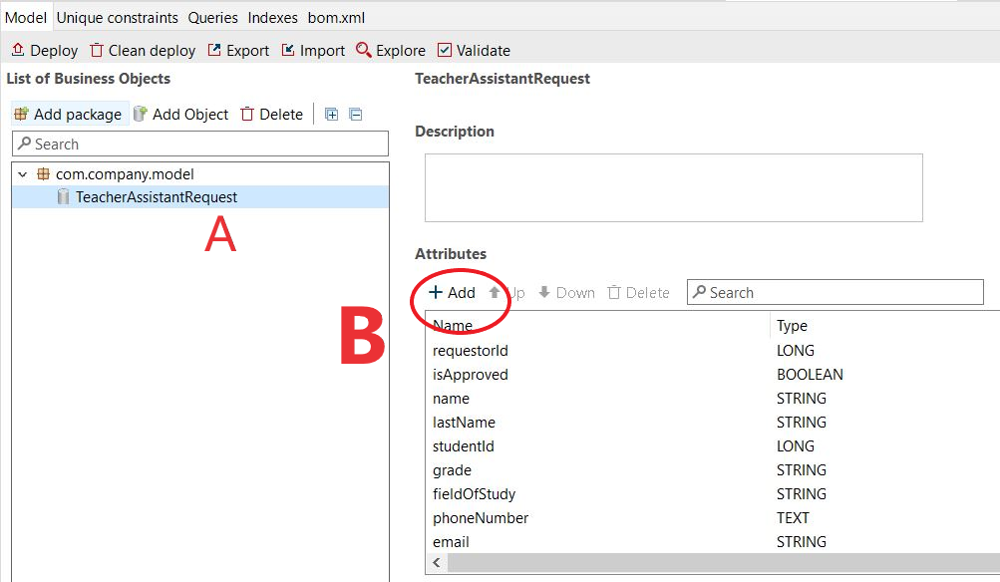 Model Unique constraints Queries Indexes bom.xml
Deploy Clean deploy Export Import Explore Validate
List of Business Objects
Add package Add Object Delete
Search
com.company.model
TeacherAssistantRequest
A
B
TeacherAssistantRequest
Description
Attributes
Add Up Down Delete Search
Name Type
requestorId LONG
isApproved BOOLEAN
name STRING
lastName STRING
studentId LONG
grade STRING
fieldOfStudy STRING
phoneNumber TEXT
email STRING